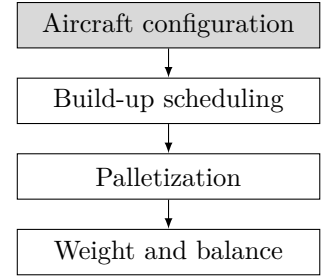 Aircraft configuration
Build-up scheduling
Palletization
Weight and balance